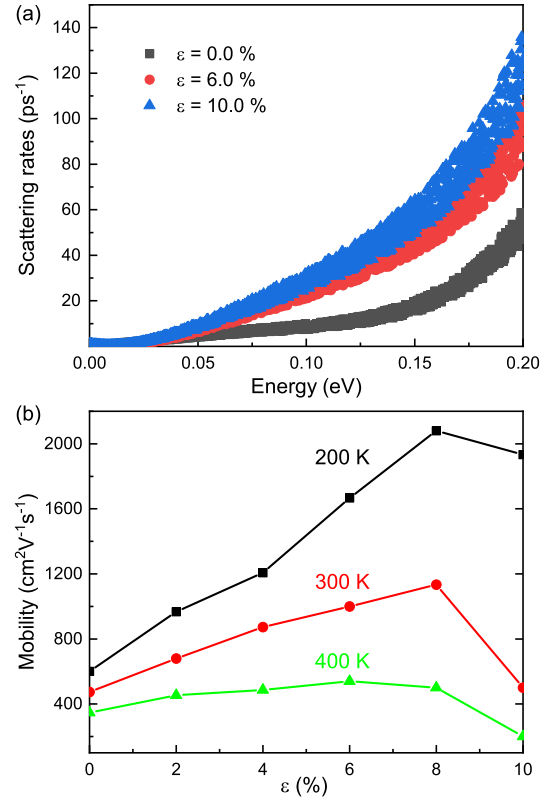 (a)
140
120
100
80
60
40
20
Scattering rates (ps⁻¹)
ε = 0.0 %
ε = 6.0 %
ε = 10.0 %
0.00 0.05 0.10 0.15 0.20
Energy (eV)
(b)
2000
1600
1200
800
400
Mobility (cm²V⁻¹s⁻¹)
200 K
300 K
400 K
0 2 4 6 8 10
ε (%)